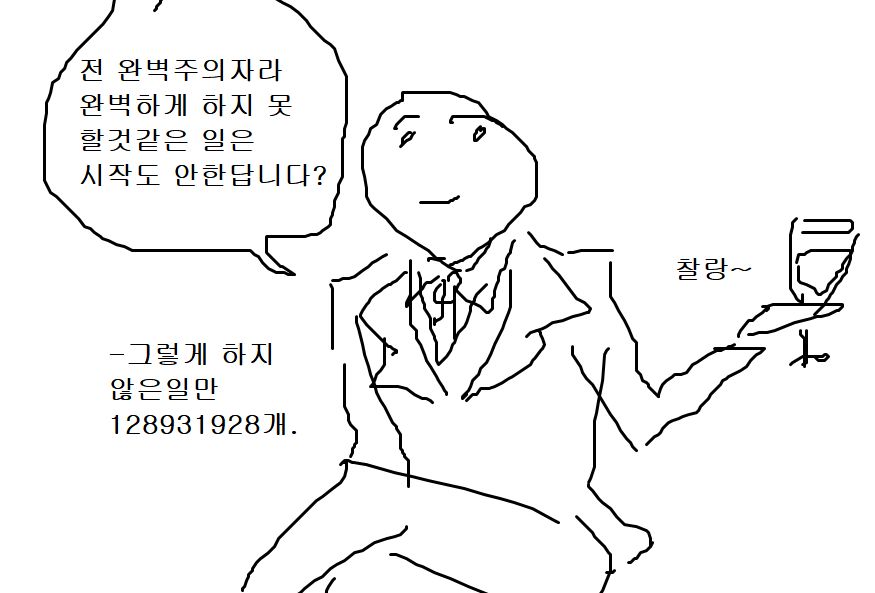 전 완벽주의자라
완벽하게 하지 못
할것같은 일은
시작도 안한답니다?
찰랑~
-그렇게 하지
않은일만
128931928개.